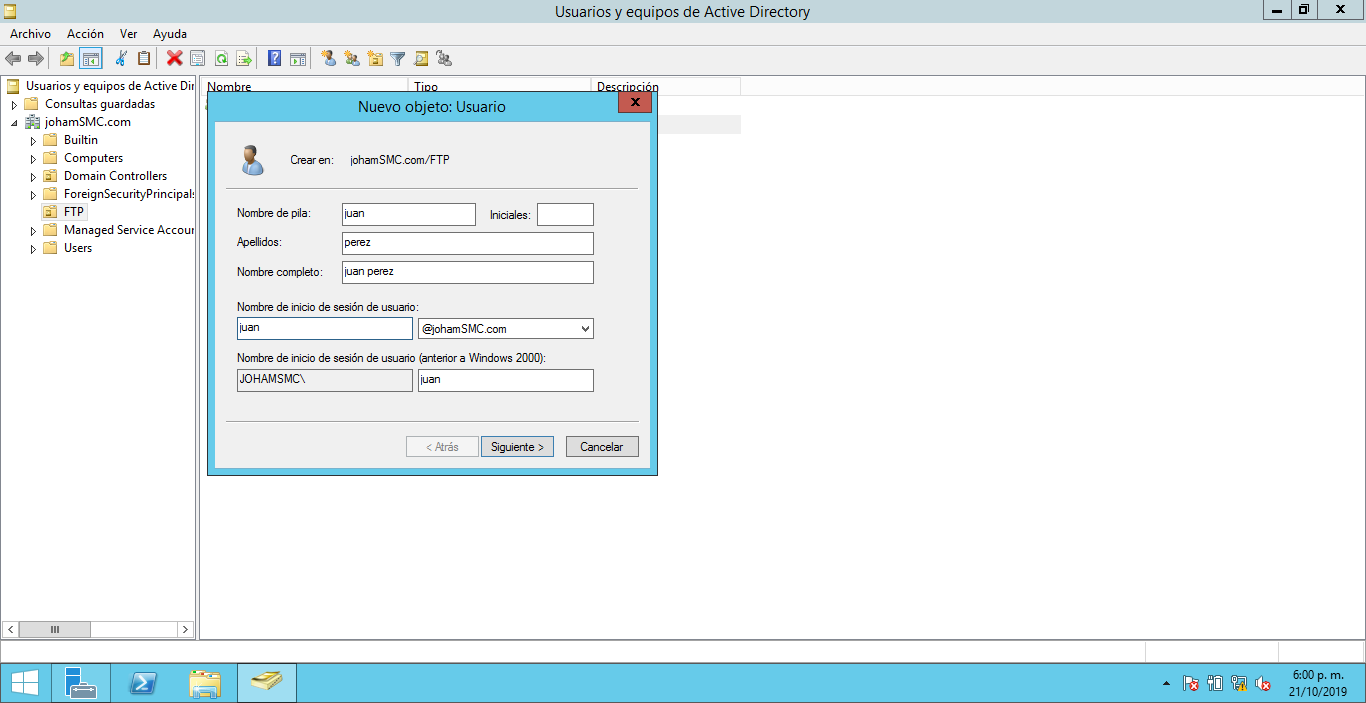 Usuarios y equipos de Active Directory
Archivo Acción Ver Ayuda
Usuarios y equipos de Active Dir
Consultas guardadas
johamSMC.com
Builtin
Computers
Domain Controllers
ForeignSecurityPrincipals
FTP
Managed Service Accour
Users
Nombre Tipo Descripción
Nuevo objeto: Usuario
Crear en: johamSMC.com/FTP
Nombre de pila: juan Iniciales:
Apellidos: perez
Nombre completo: juan perez
Nombre de inicio de sesión de usuario:
juan @johamSMC.com
Nombre de inicio de sesión de usuario (anterior a Windows 2000):
JOHAMSMC\ juan
< Atrás Siguiente > Cancelar
6:00 p. m.
21/10/2019